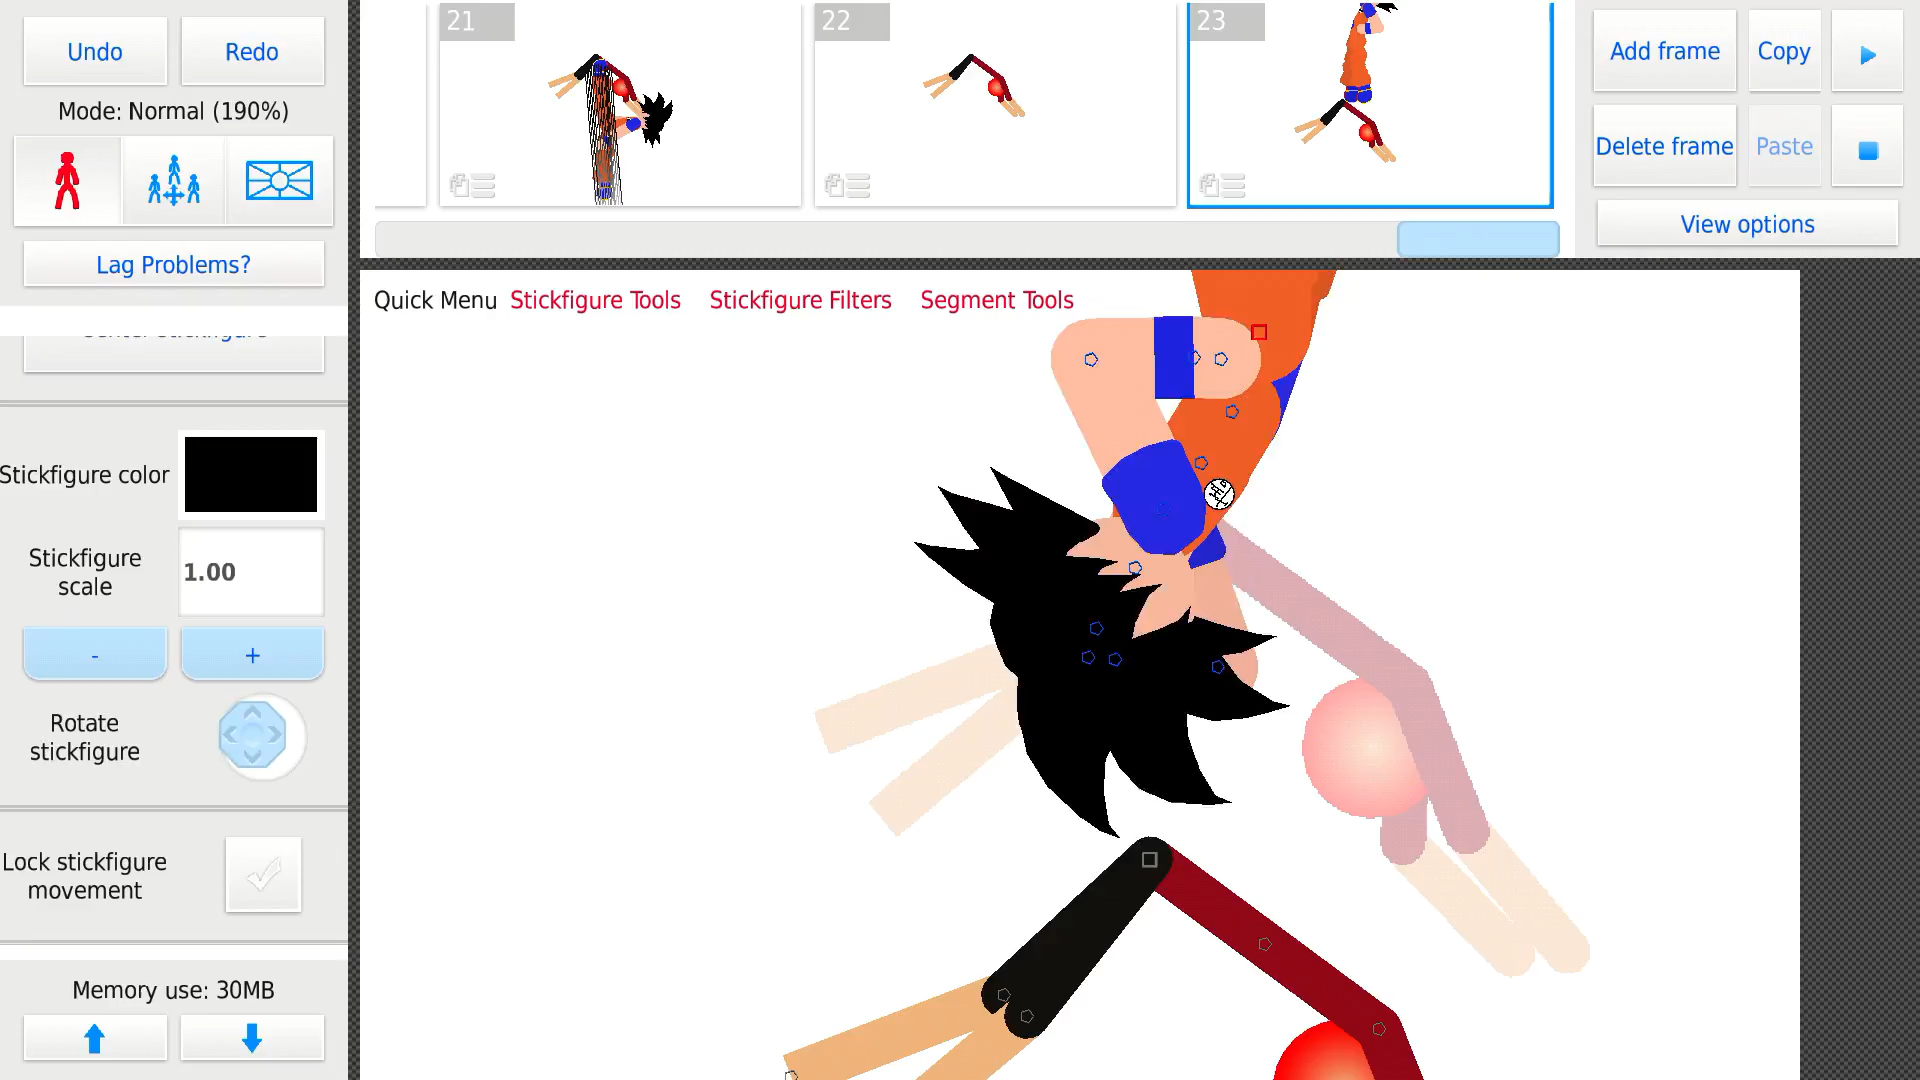 Undo
Redo
Mode: Normal (190%)
Lag Problems?
Stickfigure color
Stickfigure
scale
1.00
-
+
Rotate
stickfigure
Lock stickfigure
movement
Memory use: 30MB
21
22
23
Add frame
Copy
Delete frame
Paste
View options
Quick Menu
Stickfigure Tools
Stickfigure Filters
Segment Tools